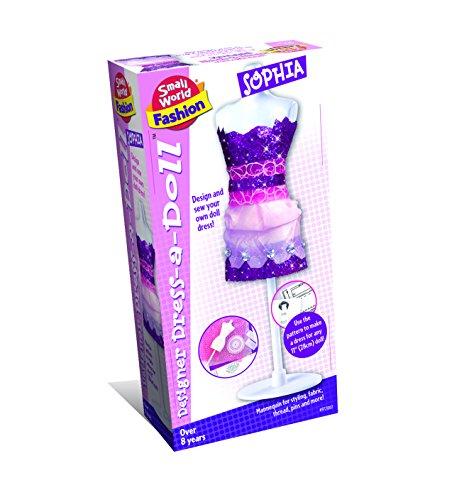 Small
World
Fashion
SOPHIA
SOPHIA
Designer Dress-a-Doll
Design and
sew your
own doll
dress!
Use the
pattern to make
a dress for any
11" (28cm) doll
Mannequin for styling, fabric,
thread, pins and more!
Over
8 years